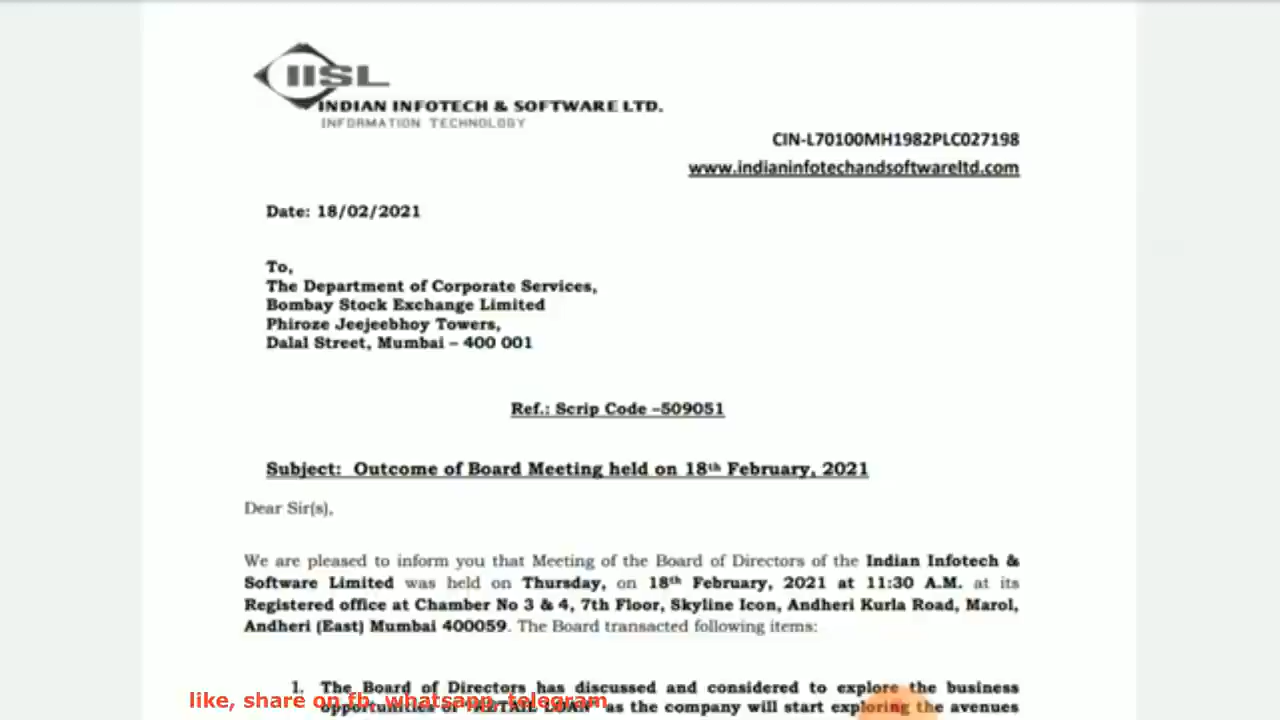 IISL
INDIAN INFOTECH & SOFTWARE LTD.
INFORMATION TECHNOLOGY
CIN-L70100MH1982PLC027198
www.indianinfotechandsoftwareltd.com
Date: 18/02/2021
To,
The Department of Corporate Services,
Bombay Stock Exchange Limited
Phiroze Jeejeebhoy Towers,
Dalal Street, Mumbai – 400 001
Ref.: Scrip Code –509051
Subject: Outcome of Board Meeting held on 18th February, 2021
Dear Sir(s),
We are pleased to inform you that Meeting of the Board of Directors of the Indian Infotech &
Software Limited was held on Thursday, on 18th February, 2021 at 11:30 A.M. at its
Registered office at Chamber No 3 & 4, 7th Floor, Skyline Icon, Andheri Kurla Road, Marol,
Andheri (East) Mumbai 400059. The Board transacted following items:
1. The Board of Directors has discussed and considered to explore the business
opportunities of LOAN" as the company will start exploring the avenues
like, share on fb, whatsapp, telegram